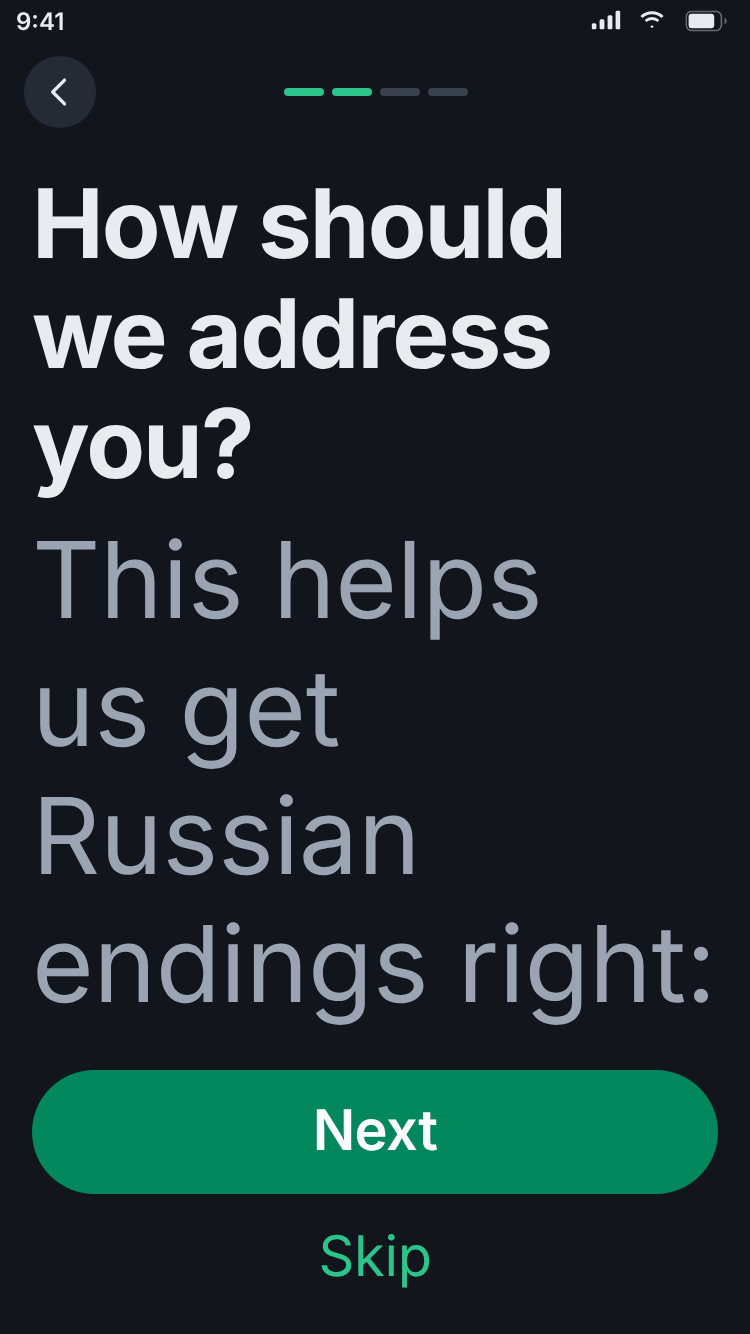 9:41
How should
we address
you?
This helps
us get
Russian
endings right:
Next
Skip